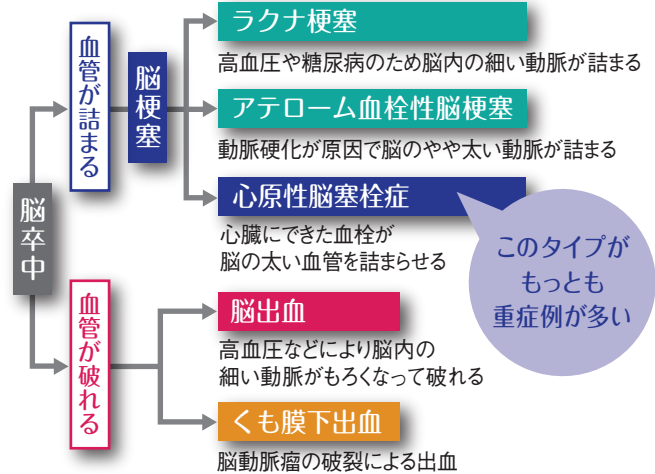 脳卒中
血管が詰まる
脳梗塞
ラクナ梗塞
高血圧や糖尿病のため脳内の細い動脈が詰まる
アテローム血栓性脳梗塞
動脈硬化が原因で脳のやや太い動脈が詰まる
心原性脳塞栓症
心臓にできた血栓が
脳の太い血管を詰まらせる
このタイプが
もっとも
重症例が多い
血管が破れる
脳出血
高血圧などにより脳内の
細い動脈がもろくなって破れる
くも膜下出血
脳動脈瘤の破裂による出血